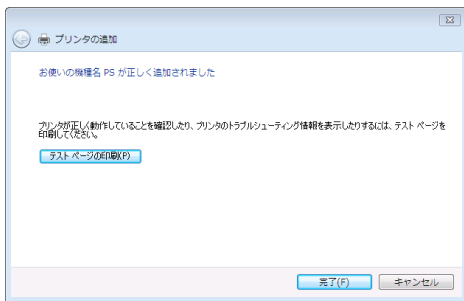 プリンタの追加
お使いの機種名 PS が正しく追加されました
プリンタが正しく動作していることを確認したり、プリンタのトラブルシューティング情報を表示したりするには、テスト ページを
印刷してください。
テスト ページの印刷(P)
完了(F)
キャンセル